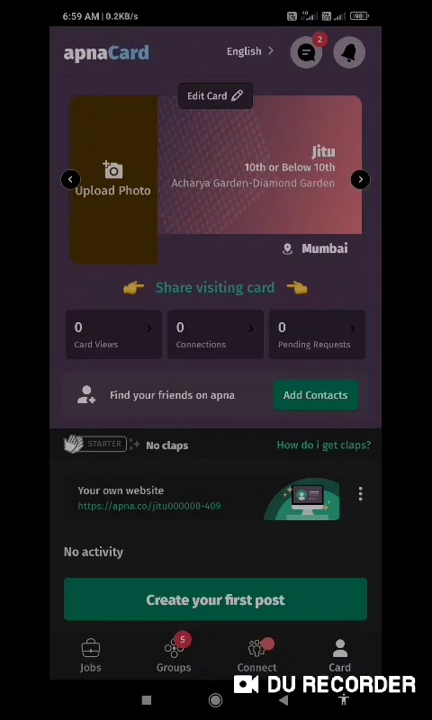 6:59 AM | 0.2KB/s
apnaCard
English
2
Edit Card
Upload Photo
Jitu
10th or Below 10th
Acharya Garden-Diamond Garden
Mumbai
Share visiting card
0
Card Views
0
Connections
0
Pending Requests
Find your friends on apna
Add Contacts
STARTER
No claps
How do i get claps?
Your own website
https://apna.co/jitu000000-409
No activity
Create your first post
5
Jobs
Groups
Connect
Card
DU RECORDER